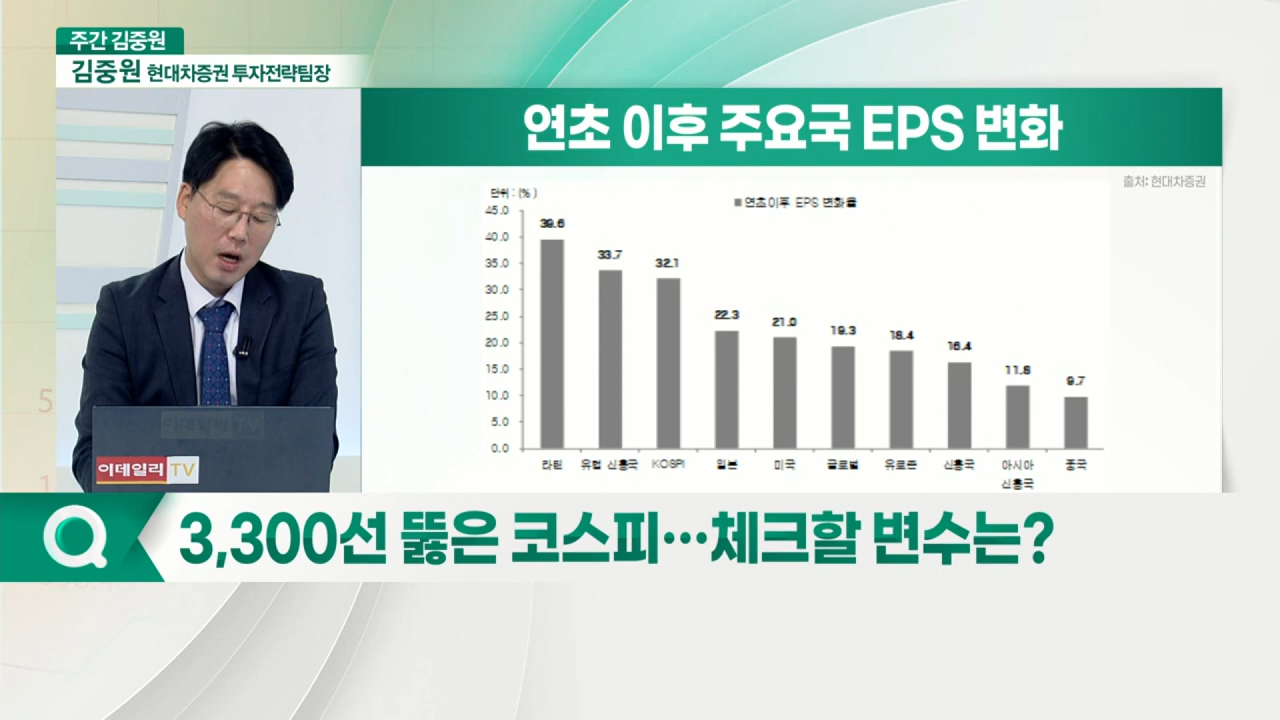 주간 김중원
김중원 현대차증권 투자전략팀장
연초 이후 주요국 EPS 변화
출처: 현대차증권
단위 : (%)
■연초이후 EPS 변화율
45.0
40.0
35.0
30.0
25.0
20.0
15.0
10.0
5.0
0.0
39.6
33.7
32.1
22.3
21.0
19.3
18.4
16.4
11.8
9.7
라틴
유럽 신흥국
KOSPI
일본
미국
글로벌
유로존
신흥국
아시아
신흥국
중국
이데일리 TV
이데일리 TV
3,300선 뚫은 코스피…체크할 변수는?